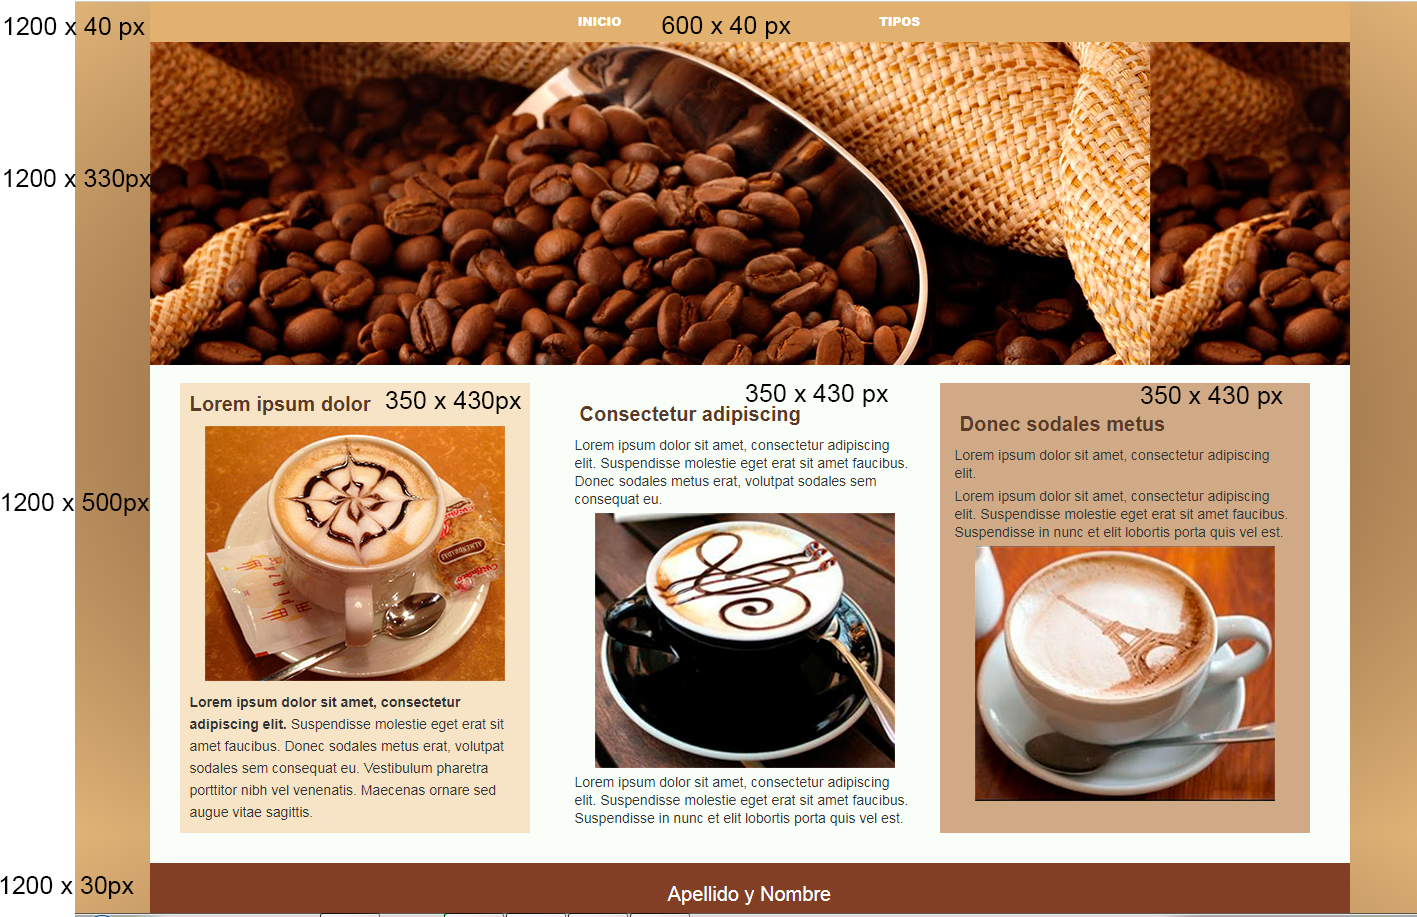 1200 x 40 px
INICIO
600 x 40 px
TIPOS
1200 x 330px
Lorem ipsum dolor
350 x 430px
Lorem ipsum dolor sit amet, consectetur
adipiscing elit. Suspendisse molestie eget erat sit
amet faucibus. Donec sodales metus erat, volutpat
sodales sem consequat eu. Vestibulum pharetra
porttitor nibh vel venenatis. Maecenas ornare sed
augue vitae sagittis.
350 x 430 px
Consectetur adipiscing
Lorem ipsum dolor sit amet, consectetur adipiscing
elit. Suspendisse molestie eget erat sit amet faucibus.
Donec sodales metus erat, volutpat sodales sem
consequat eu.
Lorem ipsum dolor sit amet, consectetur adipiscing
elit. Suspendisse molestie eget erat sit amet faucibus.
Suspendisse in nunc et elit lobortis porta quis vel est.
350 x 430 px
Donec sodales metus
Lorem ipsum dolor sit amet, consectetur adipiscing
elit.
Lorem ipsum dolor sit amet, consectetur adipiscing
elit. Suspendisse molestie eget erat sit amet faucibus.
Suspendisse in nunc et elit lobortis porta quis vel est.
1200 x 500px
1200 x 30px
Apellido y Nombre